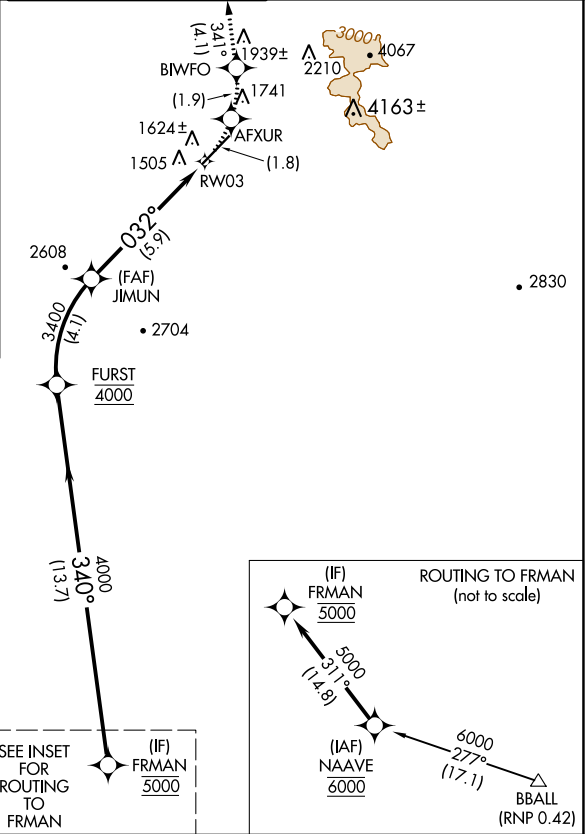 341°
(4.1)
1939±
3000
4067
BIWFO
2210
(1.9)
1741
4163±
1624±
AFXUR
1505
(1.8)
RW03
032°
(5.9)
2608
(FAF)
JIMUN
2830
3400
(4.1)
2704
FURST
4000
4000
340°
(13.7)
SEE INSET
FOR
ROUTING
TO
FRMAN
(IF)
FRMAN
5000
ROUTING TO FRMAN
(not to scale)
(IF)
FRMAN
5000
5000
311°
(14.8)
(IAF)
NAAVE
6000
6000
277°
(17.1)
BBALL
(RNP 0.42)